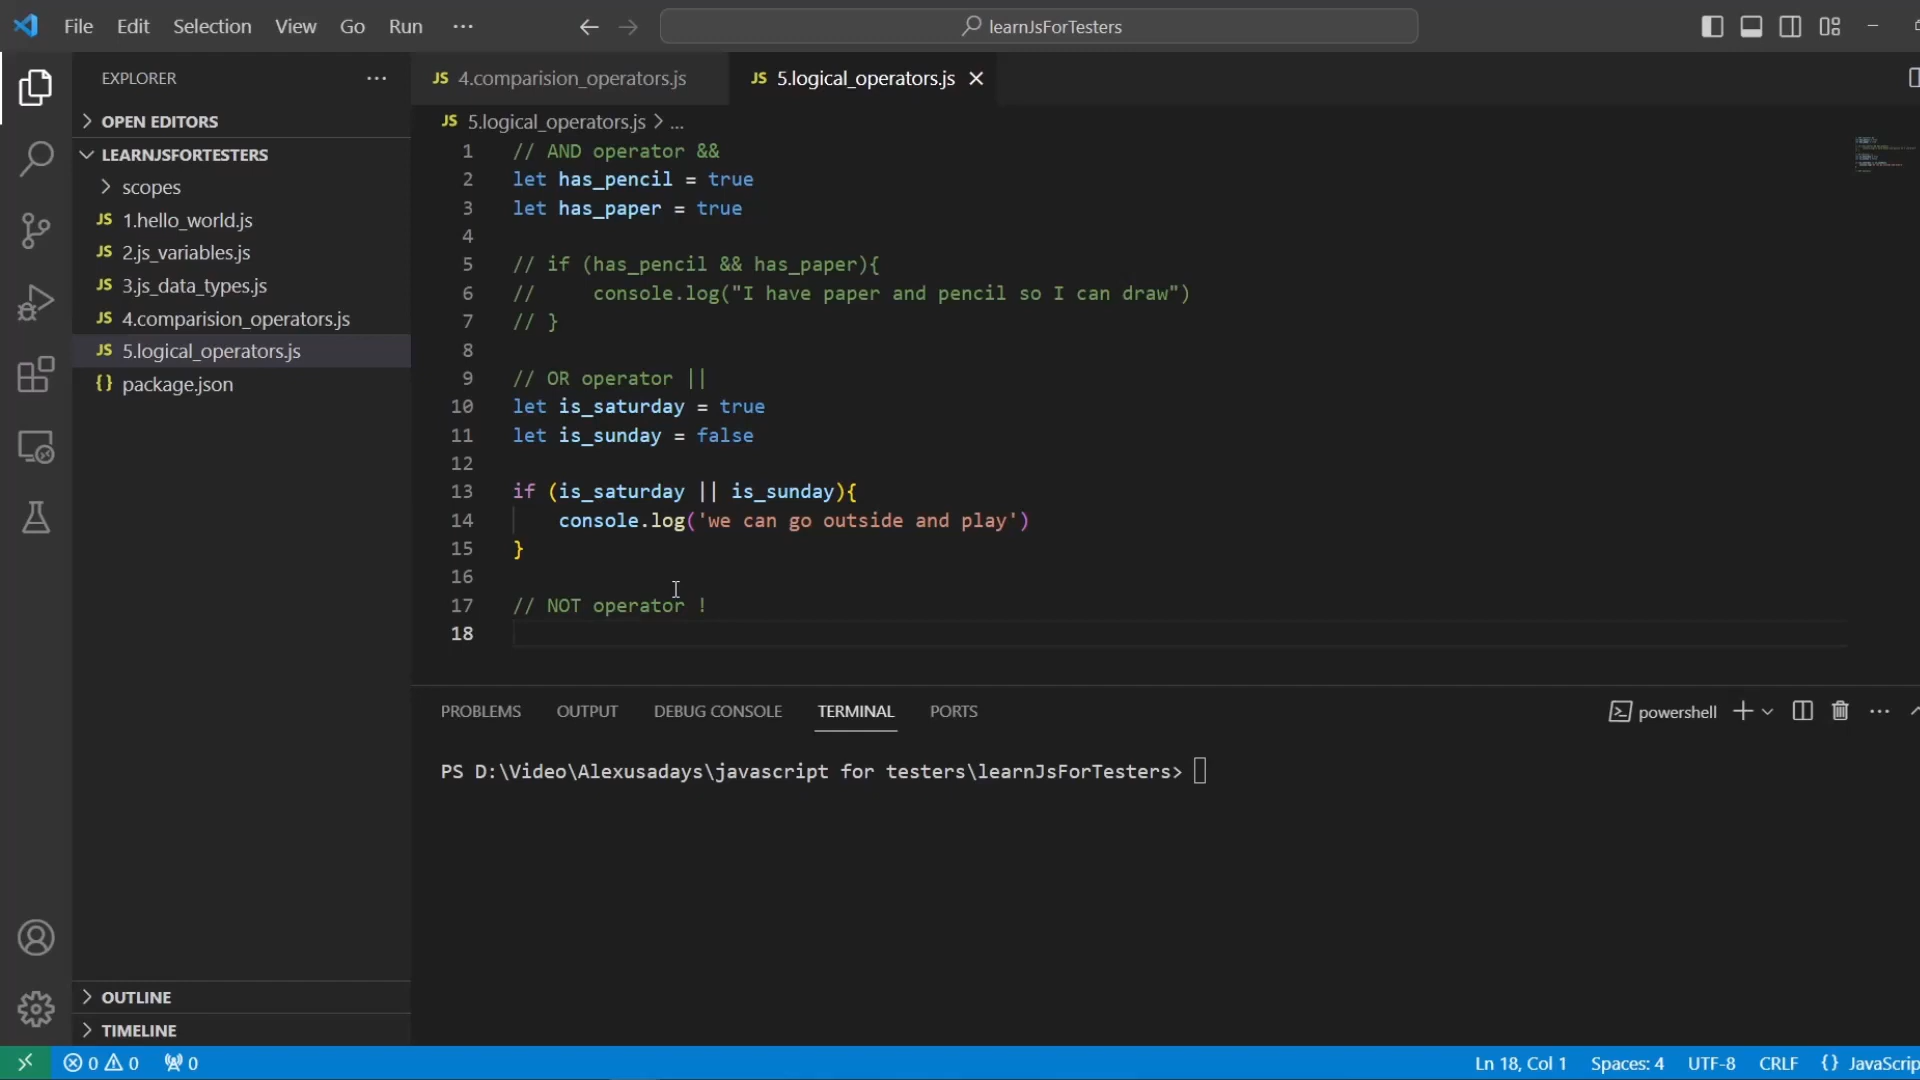 File Edit Selection View Go Run ···
learnJsForTesters
EXPLORER
OPEN EDITORS
LEARNJSFORTESTERS
scopes
JS 1.hello_world.js
JS 2.js_variables.js
JS 3.js_data_types.js
JS 4.comparision_operators.js
JS 5.logical_operators.js
{} package.json
OUTLINE
TIMELINE
JS 4.comparision_operators.js
JS 5.logical_operators.js
JS 5.logical_operators.js > ...
1 // AND operator &&
2 let has_pencil = true
3 let has_paper = true
4
5 // if (has_pencil && has_paper){
6 //     console.log("I have paper and pencil so I can draw")
7 // }
8
9 // OR operator ||
10 let is_saturday = true
11 let is_sunday = false
12
13 if (is_saturday || is_sunday){
14     console.log('we can go outside and play')
15 }
16
17 // NOT operator !
18
PROBLEMS OUTPUT DEBUG CONSOLE TERMINAL PORTS
powershell
PS D:\Video\Alexusadays\javascript for testers\learnJsForTesters>
0 0 0
Ln 18, Col 1 Spaces: 4 UTF-8 CRLF {} JavaScrip